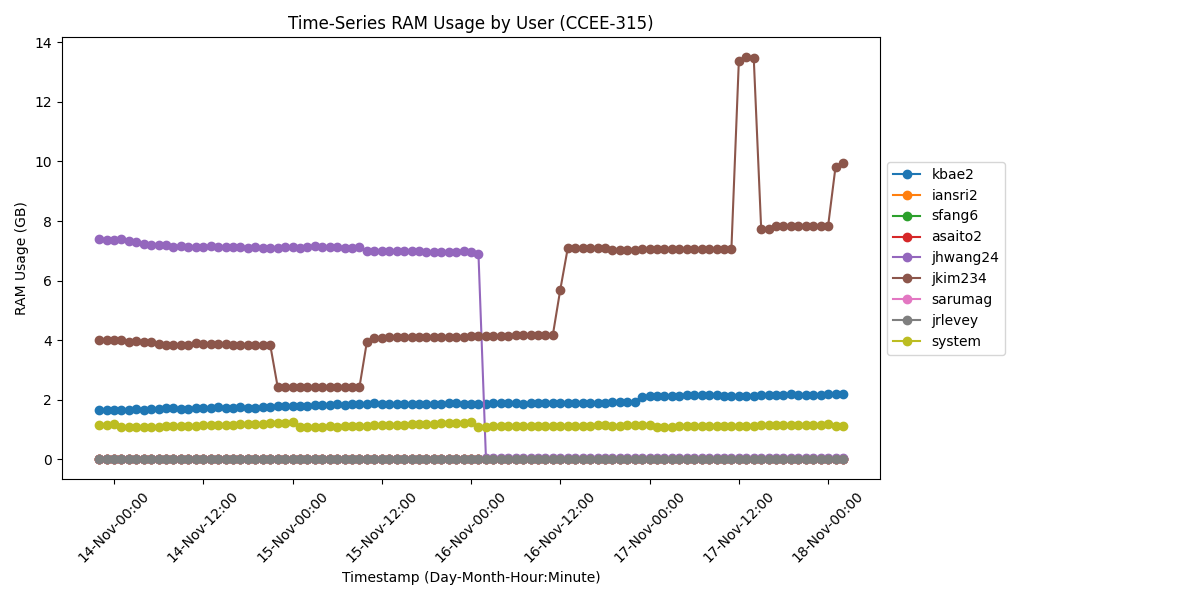 Time-Series RAM Usage by User (CCEE-315)
14
12
10
8
6
4
2
0
RAM Usage (GB)
14-Nov-00:00
14-Nov-12:00
15-Nov-00:00
15-Nov-12:00
16-Nov-00:00
16-Nov-12:00
17-Nov-00:00
17-Nov-12:00
18-Nov-00:00
Timestamp (Day-Month-Hour:Minute)
kbae2
iansri2
sfang6
asaito2
jhwang24
jkim234
sarumag
jrlevey
system